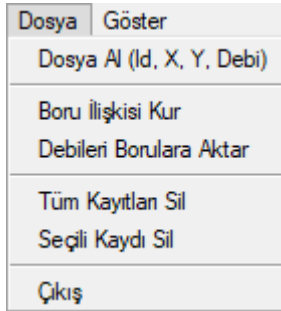 Dosya Göster
Dosya Al (Id, X, Y, Debi)
Boru İlişkisi Kur
Debileri Borulara Aktar
Tüm Kayıtları Sil
Seçili Kaydı Sil
Çıkış